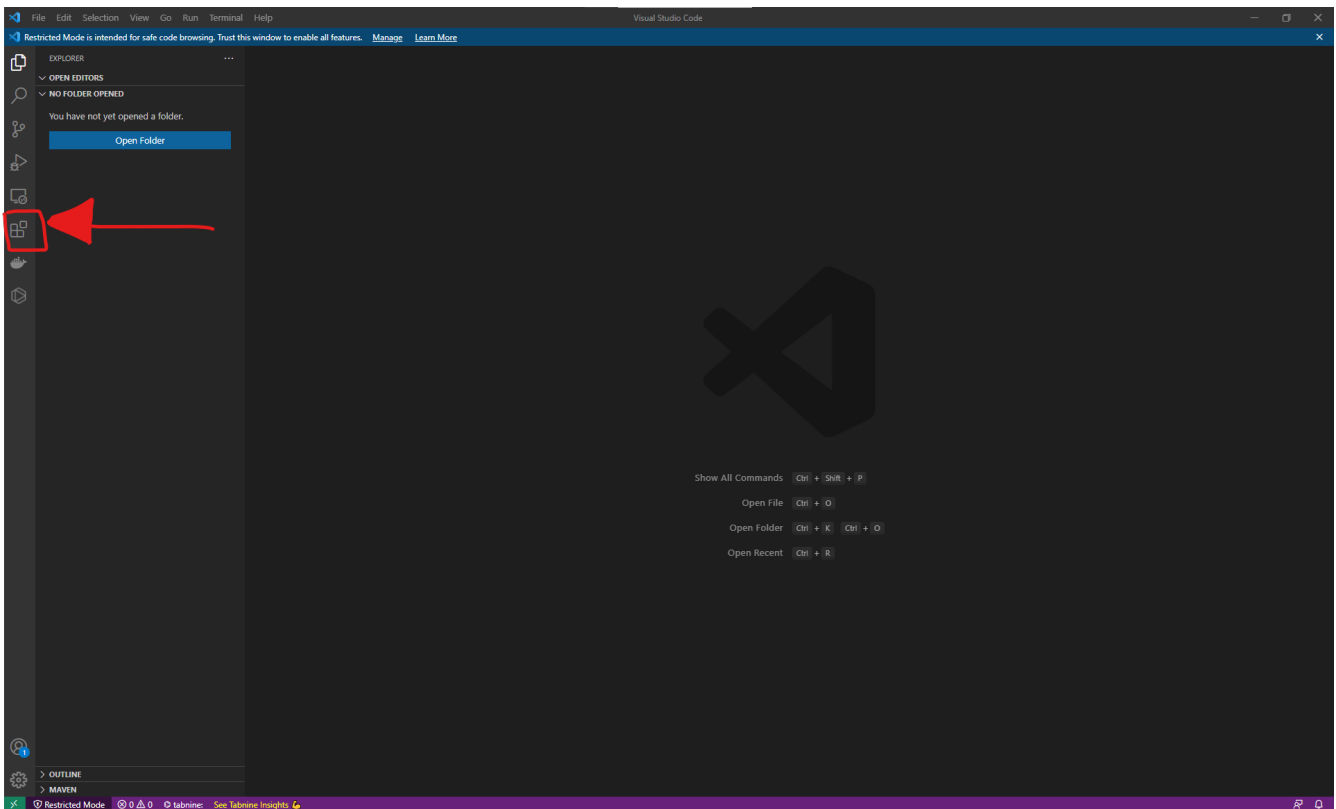 File Edit Selection View Go Run Terminal Help
Visual Studio Code
Restricted Mode is intended for safe code browsing. Trust this window to enable all features. Manage Learn More
EXPLORER
OPEN EDITORS
NO FOLDER OPENED
You have not yet opened a folder.
Open Folder
Show All Commands Ctrl + Shift + P
Open File Ctrl + O
Open Folder Ctrl + K Ctrl + O
Open Recent Ctrl + R
1
OUTLINE
MAVEN
Restricted Mode 0 0 tabnine: See Tabnine Insights